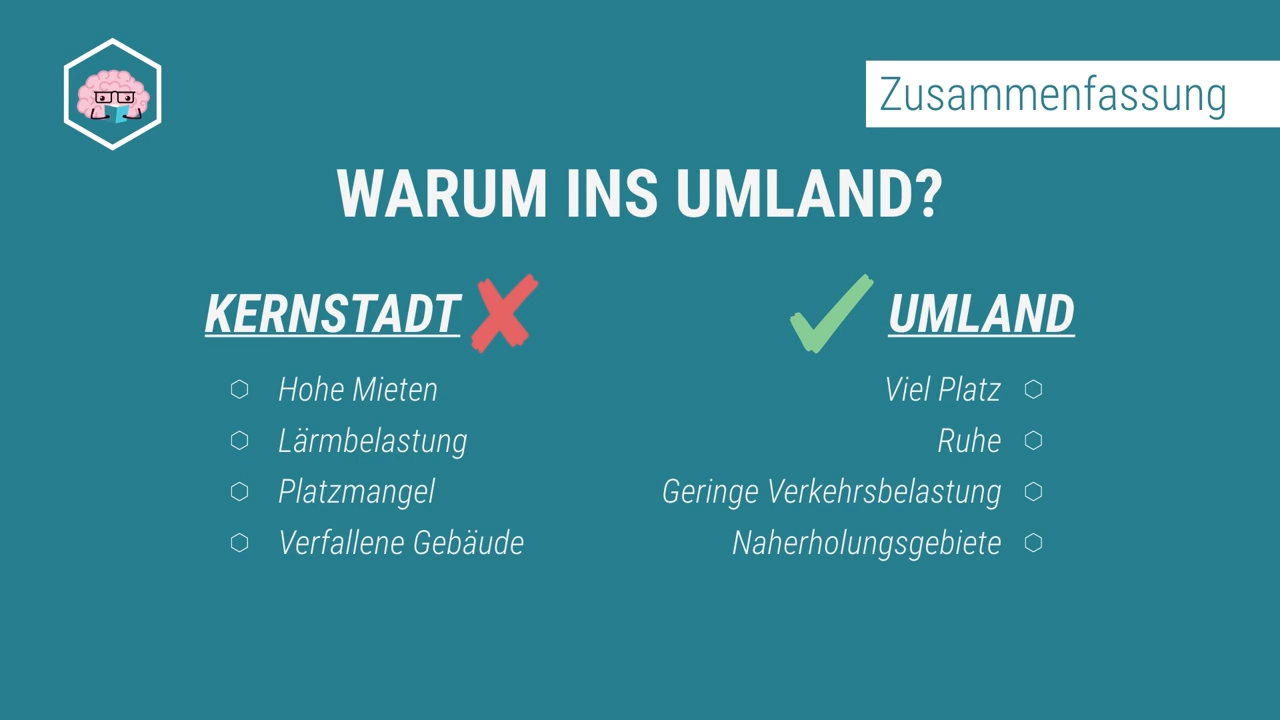 Zusammenfassung
WARUM INS UMLAND?
KERNSTADT
Hohe Mieten
Lärmbelastung
Platzmangel
Verfallene Gebäude
UMLAND
Viel Platz
Ruhe
Geringe Verkehrsbelastung
Naherholungsgebiete